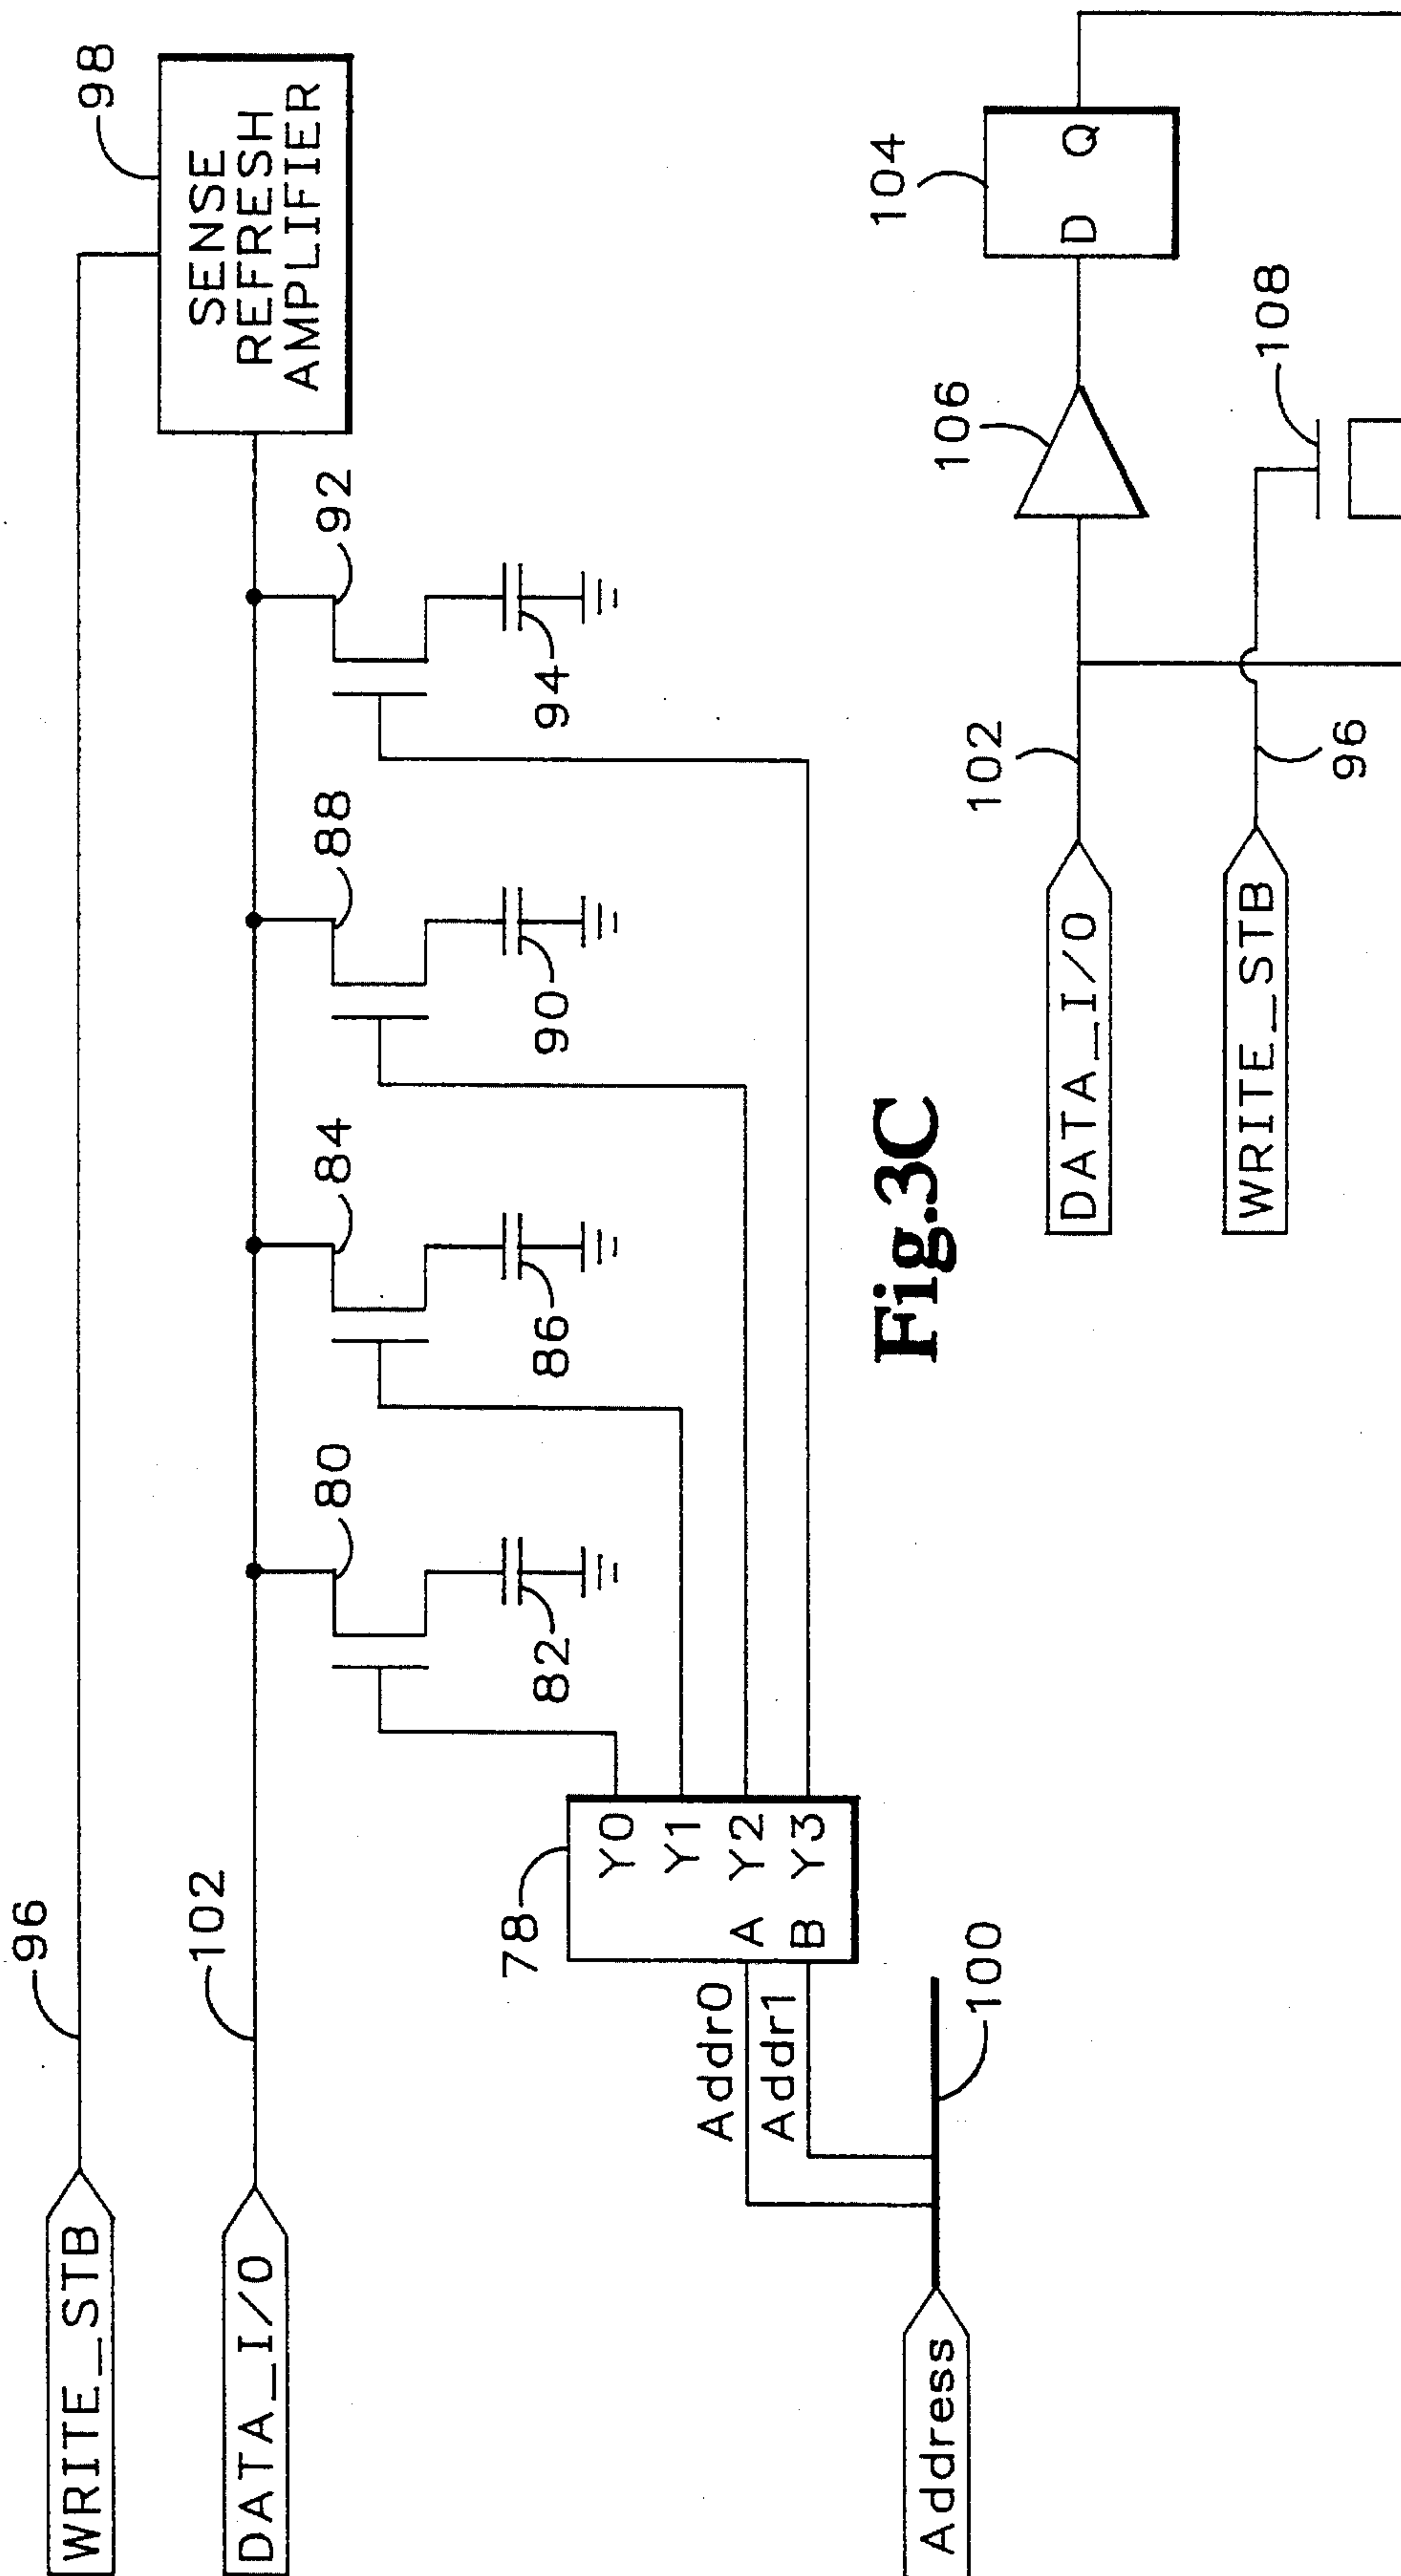 96
WRITE_STB
98
SENSE
REFRESH
AMPLIFIER
102
DATA_I/O
80
84
88
92
82
86
90
94
78
Y0
Y1
A Y2
B Y3
Addr0
Addr1
100
Address
Fig.3C
104
D Q
106
102
DATA_I/O
108
WRITE_STB
96